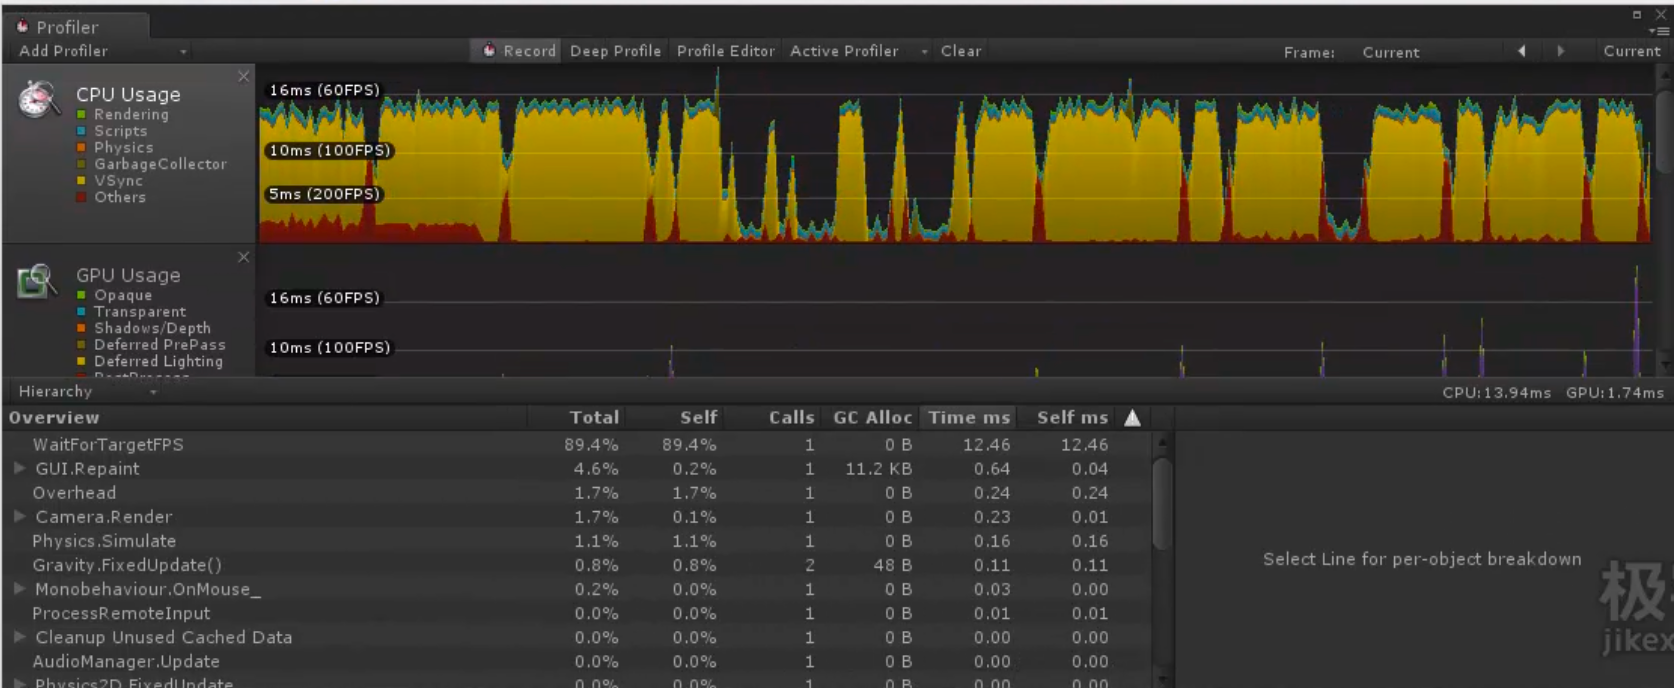 Profiler
Add Profiler Record Deep Profile Profile Editor Active Profiler Clear Frame: Current Current
CPU Usage
Rendering
Scripts
Physics
GarbageCollector
VSync
Others
16ms (60FPS)
10ms (100FPS)
5ms (200FPS)
GPU Usage
Opaque
Transparent
Shadows/Depth
Deferred PrePass
Deferred Lighting
16ms (60FPS)
10ms (100FPS)
Hierarchy CPU:13.94ms GPU:1.74ms
Overview Total Self Calls GC Alloc Time ms Self ms
WaitForTargetFPS 89.4% 89.4% 1 0 B 12.46 12.46
GUI.Repaint 4.6% 0.2% 1 11.2 KB 0.64 0.04
Overhead 1.7% 1.7% 1 0 B 0.24 0.24
Camera.Render 1.7% 0.1% 1 0 B 0.23 0.01
Physics.Simulate 1.1% 1.1% 1 0 B 0.16 0.16
Gravity.FixedUpdate() 0.8% 0.8% 2 48 B 0.11 0.11
Monobehaviour.OnMouse_ 0.2% 0.0% 1 0 B 0.03 0.00
ProcessRemoteInput 0.0% 0.0% 1 0 B 0.01 0.01
Cleanup Unused Cached Data 0.0% 0.0% 1 0 B 0.00 0.00
AudioManager.Update 0.0% 0.0% 1 0 B 0.00 0.00
Physics2D.FixedUpdate 0.0% 0.0% 1 0 B 0.00 0.00
Select Line for per-object breakdown
极
jikex